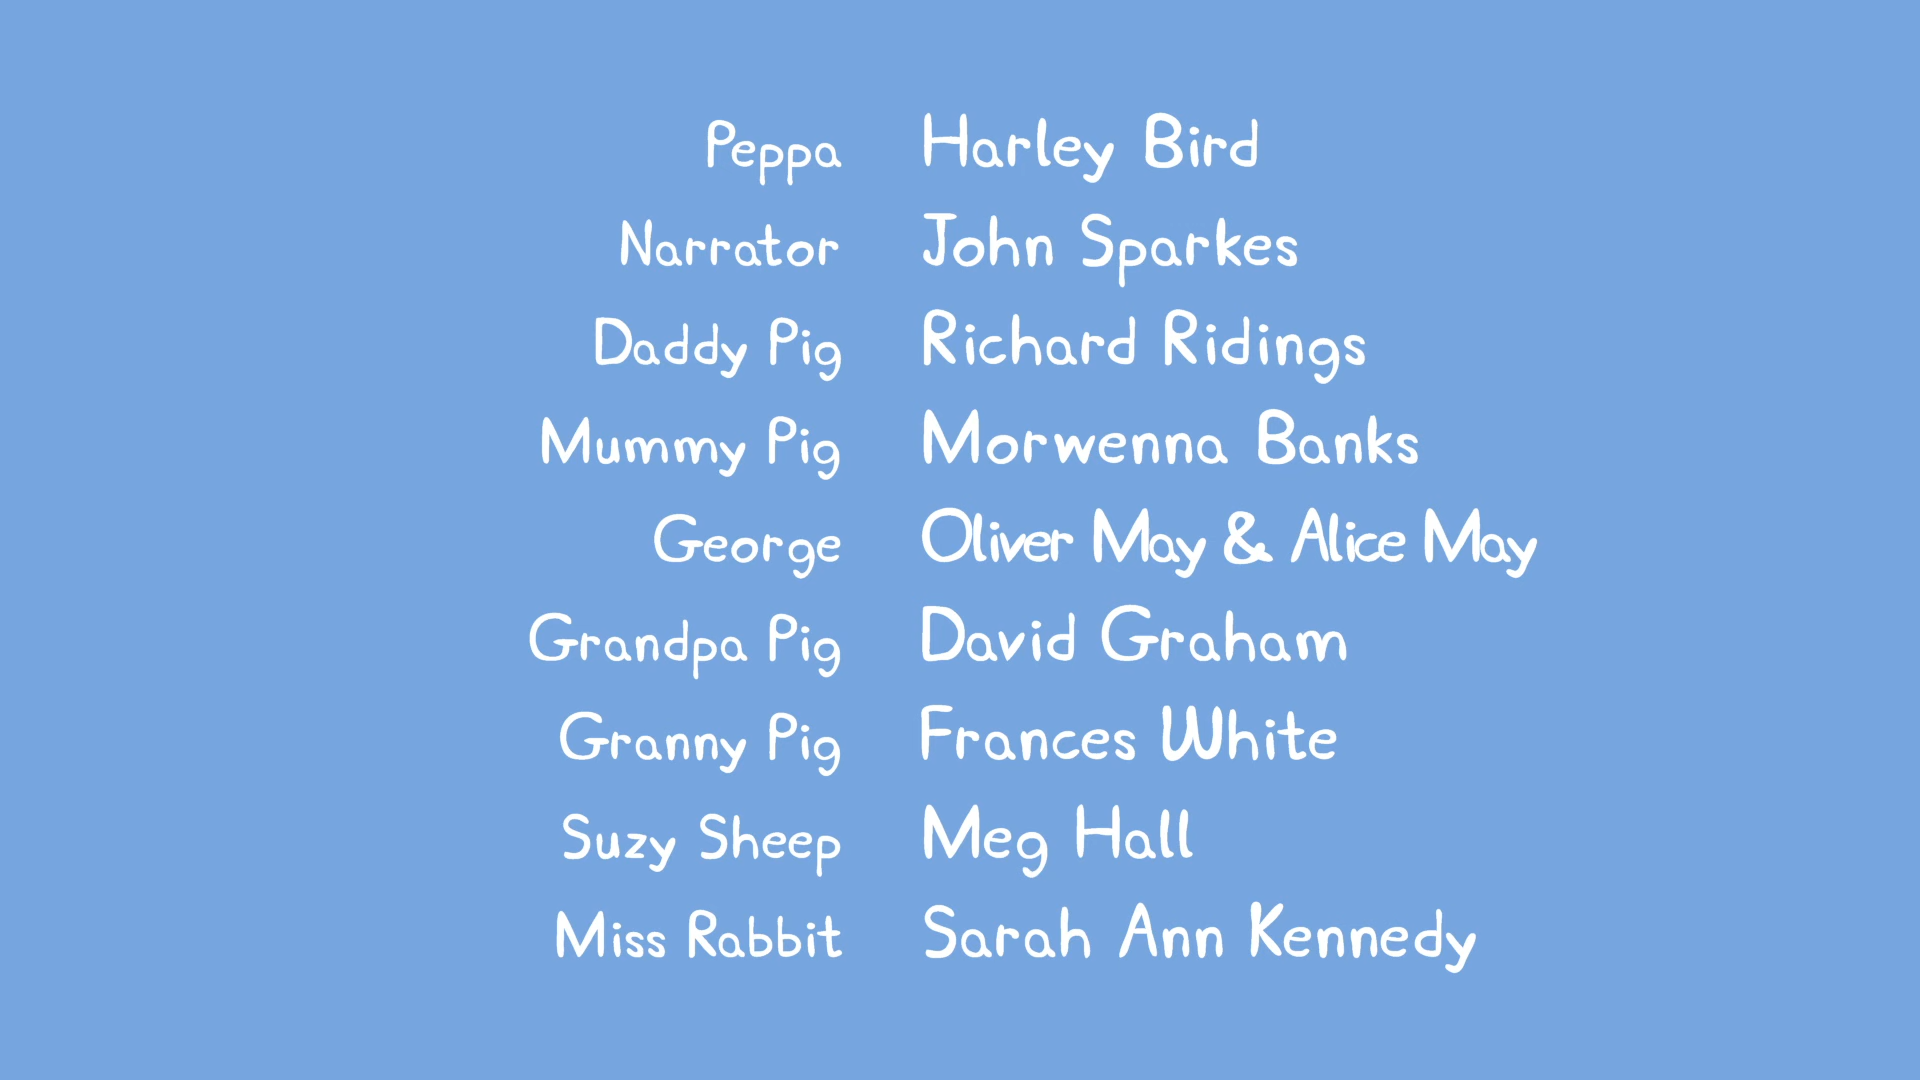 Peppa Harley Bird
Narrator John Sparkes
Daddy Pig Richard Ridings
Mummy Pig Morwenna Banks
George Oliver May & Alice May
Grandpa Pig David Graham
Granny Pig Frances White
Suzy Sheep Meg Hall
Miss Rabbit Sarah Ann Kennedy